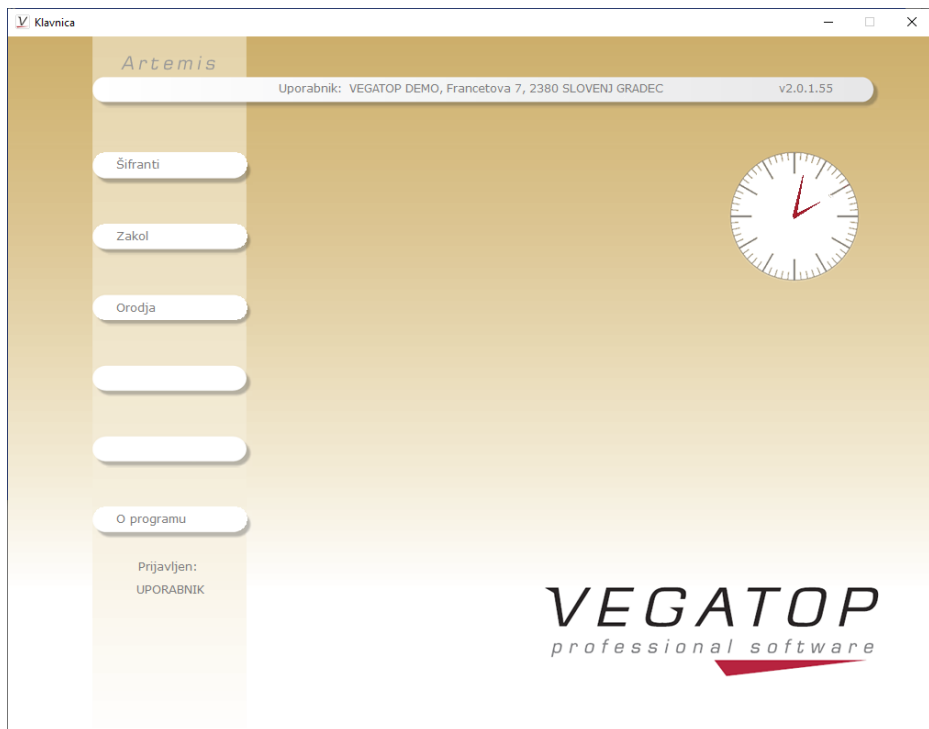 Klavnica
Artemis
Uporabnik: VEGATOP DEMO, Francetova 7, 2380 SLOVENJ GRADEC v2.0.1.55
Šifranti
Zakol
Orodja
O programu
Prijavljen:
UPORABNIK
VEGATOP
professional software